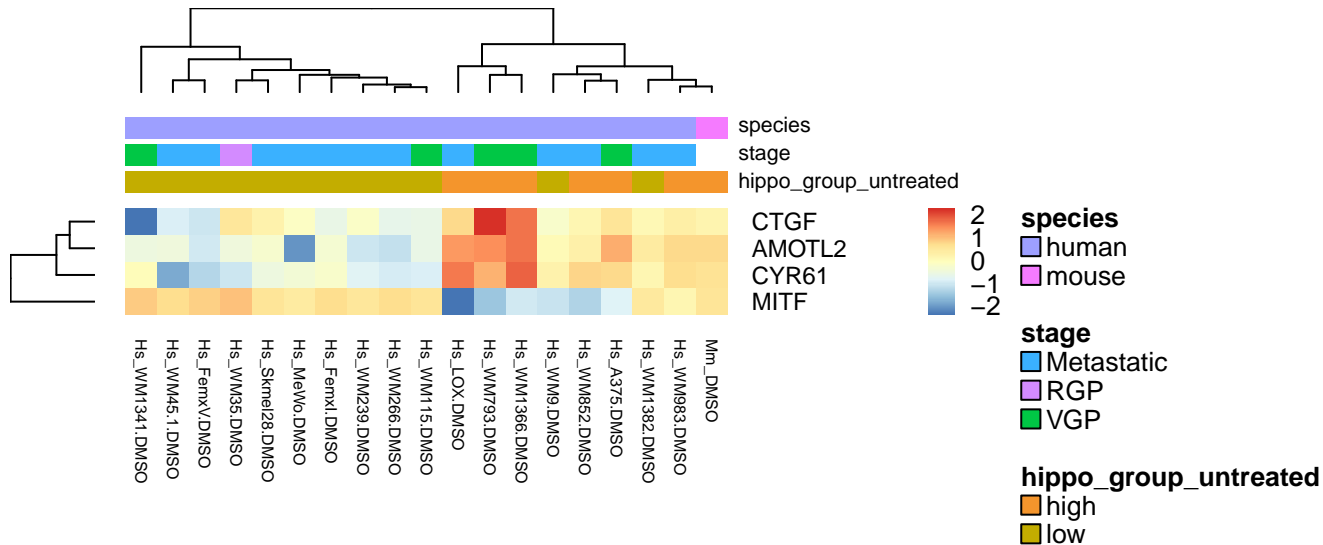 species
stage
hippo_group_untreated
CTGF
AMOTL2
CYR61
MITF
2
1
0
−1
−2
species
human
mouse
stage
Metastatic
RGP
VGP
hippo_group_untreated
high
low
Hs_WM1341.DMSO
Hs_WM45.1.DMSO
Hs_FemxV.DMSO
Hs_WM35.DMSO
Hs_Skmel28.DMSO
Hs_MeWo.DMSO
Hs_FemxI.DMSO
Hs_WM239.DMSO
Hs_WM266.DMSO
Hs_WM115.DMSO
Hs_LOX.DMSO
Hs_WM793.DMSO
Hs_WM1366.DMSO
Hs_WM9.DMSO
Hs_WM852.DMSO
Hs_A375.DMSO
Hs_WM1382.DMSO
Hs_WM983.DMSO
Mm_DMSO